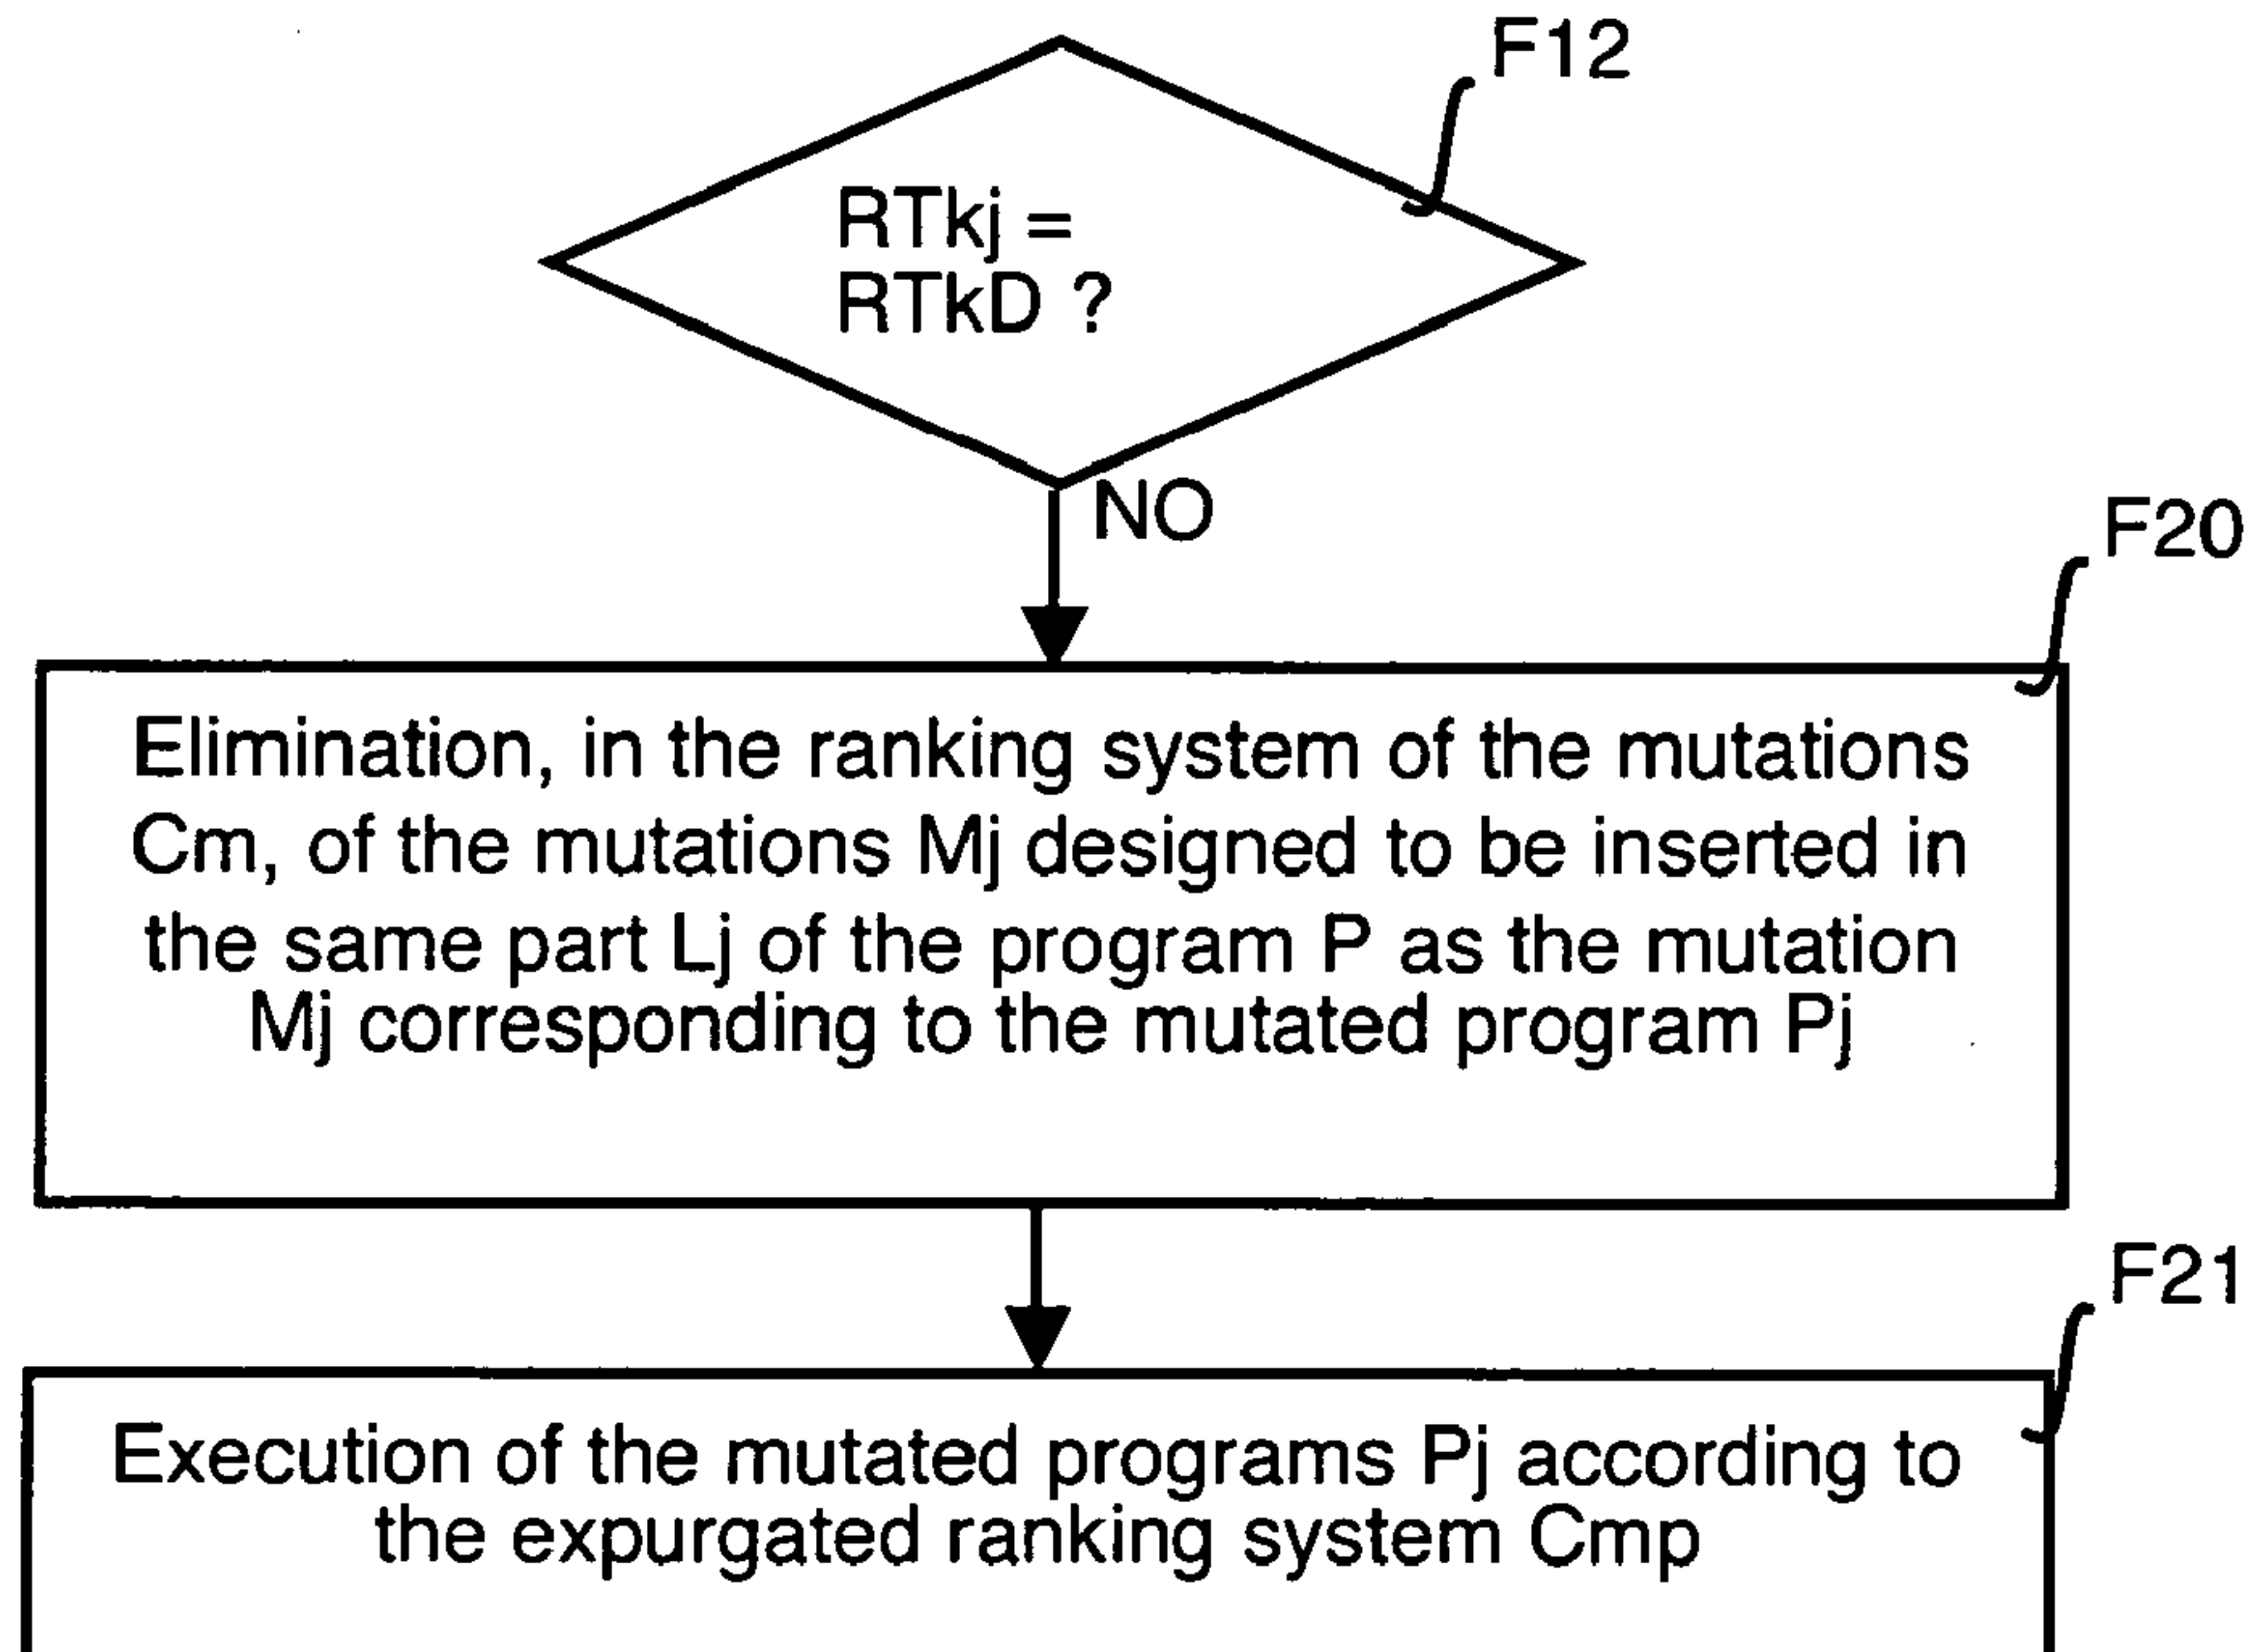 F12
RTkj =
RTkD ?
NO
F20
Elimination, in the ranking system of the mutations
Cm, of the mutations Mj designed to be inserted in
the same part Lj of the program P as the mutation
Mj corresponding to the mutated program Pj
F21
Execution of the mutated programs Pj according to
the expurgated ranking system Cmp